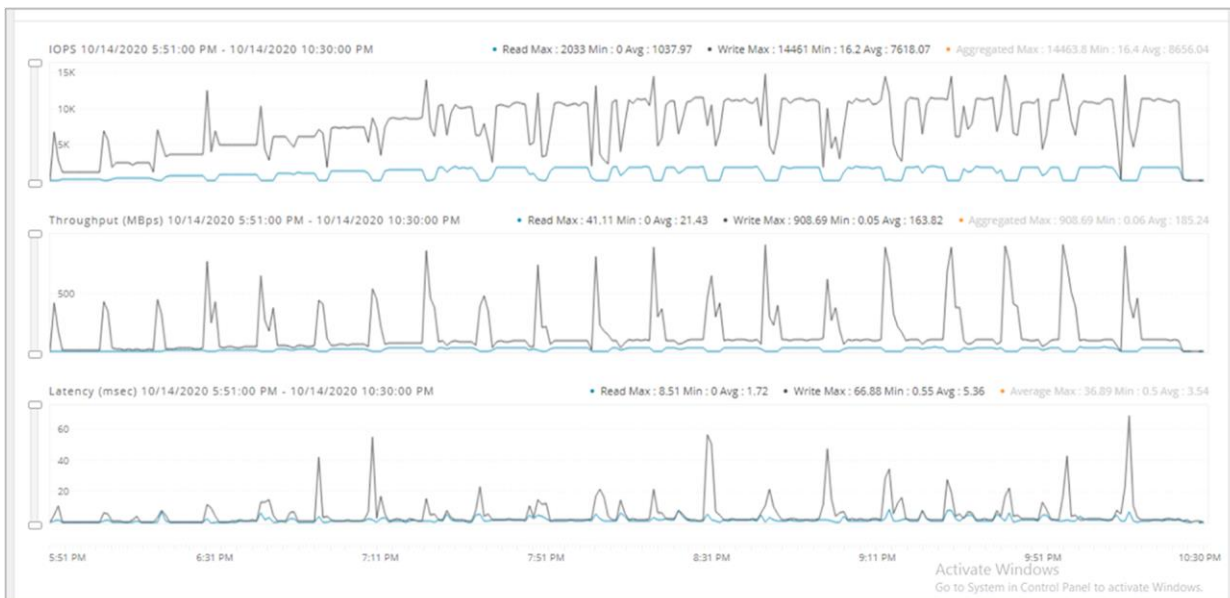 IOPS 10/14/2020 5:51:00 PM - 10/14/2020 10:30:00 PM • Read Max : 2033 Min : 0 Avg : 1037.97 • Write Max : 14461 Min : 16.2 Avg : 7618.07 • Aggregated Max : 14463.8 Min : 16.4 Avg : 8656.04
15K
10K
5K
Throughput (MBps) 10/14/2020 5:51:00 PM - 10/14/2020 10:30:00 PM • Read Max : 41.11 Min : 0 Avg : 21.43 • Write Max : 908.69 Min : 0.05 Avg : 163.82 • Aggregated Max : 908.69 Min : 0.06 Avg : 185.24
500
Latency (msec) 10/14/2020 5:51:00 PM - 10/14/2020 10:30:00 PM • Read Max : 8.51 Min : 0 Avg : 1.72 • Write Max : 66.88 Min : 0.55 Avg : 5.36 • Average Max : 36.89 Min : 0.5 Avg : 3.54
60
40
20
5:51 PM 6:31 PM 7:11 PM 7:51 PM 8:31 PM 9:11 PM 9:51 PM 10:30 PM
Activate Windows
Go to System in Control Panel to activate Windows.